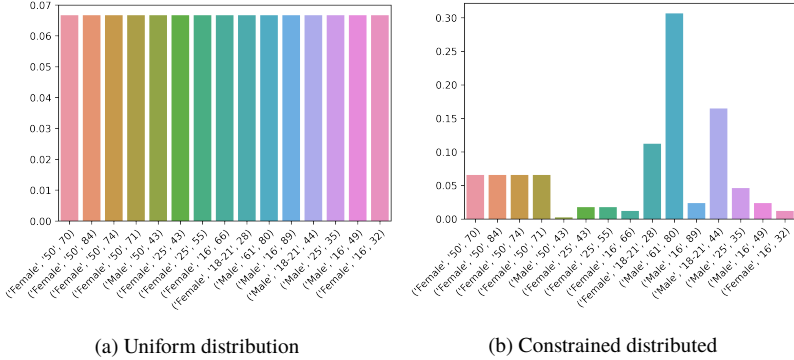 0.07
0.06
0.05
0.04
0.03
0.02
0.01
0.00
('Female', '50', 70)
('Female', '50', 84)
('Female', '50', 74)
('Female', '50', 71)
('Male', '50', 43)
('Female', '25', 43)
('Female', '25', 55)
('Female', '16', 66)
('Female', '18-21', 28)
('Male', '61', 80)
('Male', '16', 89)
('Male', '18-21', 44)
('Male', '25', 35)
('Male', '16', 49)
('Female', '16', 32)
(a) Uniform distribution
0.30
0.25
0.20
0.15
0.10
0.05
0.00
('Female', '50', 70)
('Female', '50', 84)
('Female', '50', 74)
('Female', '50', 71)
('Male', '50', 43)
('Female', '25', 43)
('Female', '25', 55)
('Female', '16', 66)
('Female', '18-21', 28)
('Male', '61', 80)
('Male', '16', 89)
('Male', '18-21', 44)
('Male', '25', 35)
('Male', '16', 49)
('Female', '16', 32)
(b) Constrained distributed